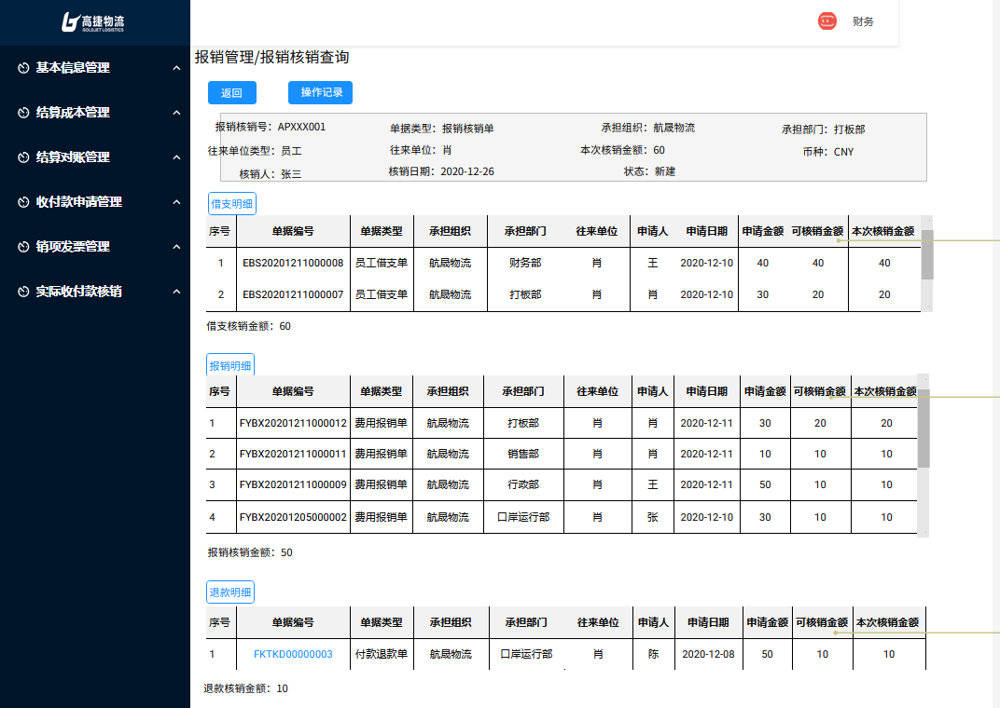 高捷物流
GOLDJET LOGISTICS
财务
基本信息管理
结算成本管理
结算对账管理
收付款申请管理
销项发票管理
实际收付款核销
报销管理/报销核销查询
返回 操作记录
报销核销号：APXXX001 单据类型：报销核销单 承担组织：航晟物流 承担部门：打板部
往来单位类型：员工 往来单位：肖 本次核销金额：60 币种：CNY
核销人：张三 核销日期：2020-12-26 状态：新建
借支明细
序号 单据编号 单据类型 承担组织 承担部门 往来单位 申请人 申请日期 申请金额 可核销金额 本次核销金额
1 EBS20201211000008 员工借支单 航晟物流 财务部 肖 王 2020-12-10 40 40 40
2 EBS20201211000007 员工借支单 航晟物流 打板部 肖 肖 2020-12-10 30 20 20
借支核销金额：60
报销明细
序号 单据编号 单据类型 承担组织 承担部门 往来单位 申请人 申请日期 申请金额 可核销金额 本次核销金额
1 FYBX20201211000012 费用报销单 航晟物流 打板部 肖 肖 2020-12-11 30 20 20
2 FYBX20201211000011 费用报销单 航晟物流 销售部 肖 肖 2020-12-11 10 10 10
3 FYBX20201211000009 费用报销单 航晟物流 行政部 肖 王 2020-12-11 50 10 10
4 FYBX20201205000002 费用报销单 航晟物流 口岸运行部 肖 张 2020-12-10 30 10 10
报销核销金额：50
退款明细
序号 单据编号 单据类型 承担组织 承担部门 往来单位 申请人 申请日期 申请金额 可核销金额 本次核销金额
1 FKTKD00000003 付款退款单 航晟物流 口岸运行部 肖 陈 2020-12-08 50 10 10
退款核销金额：10